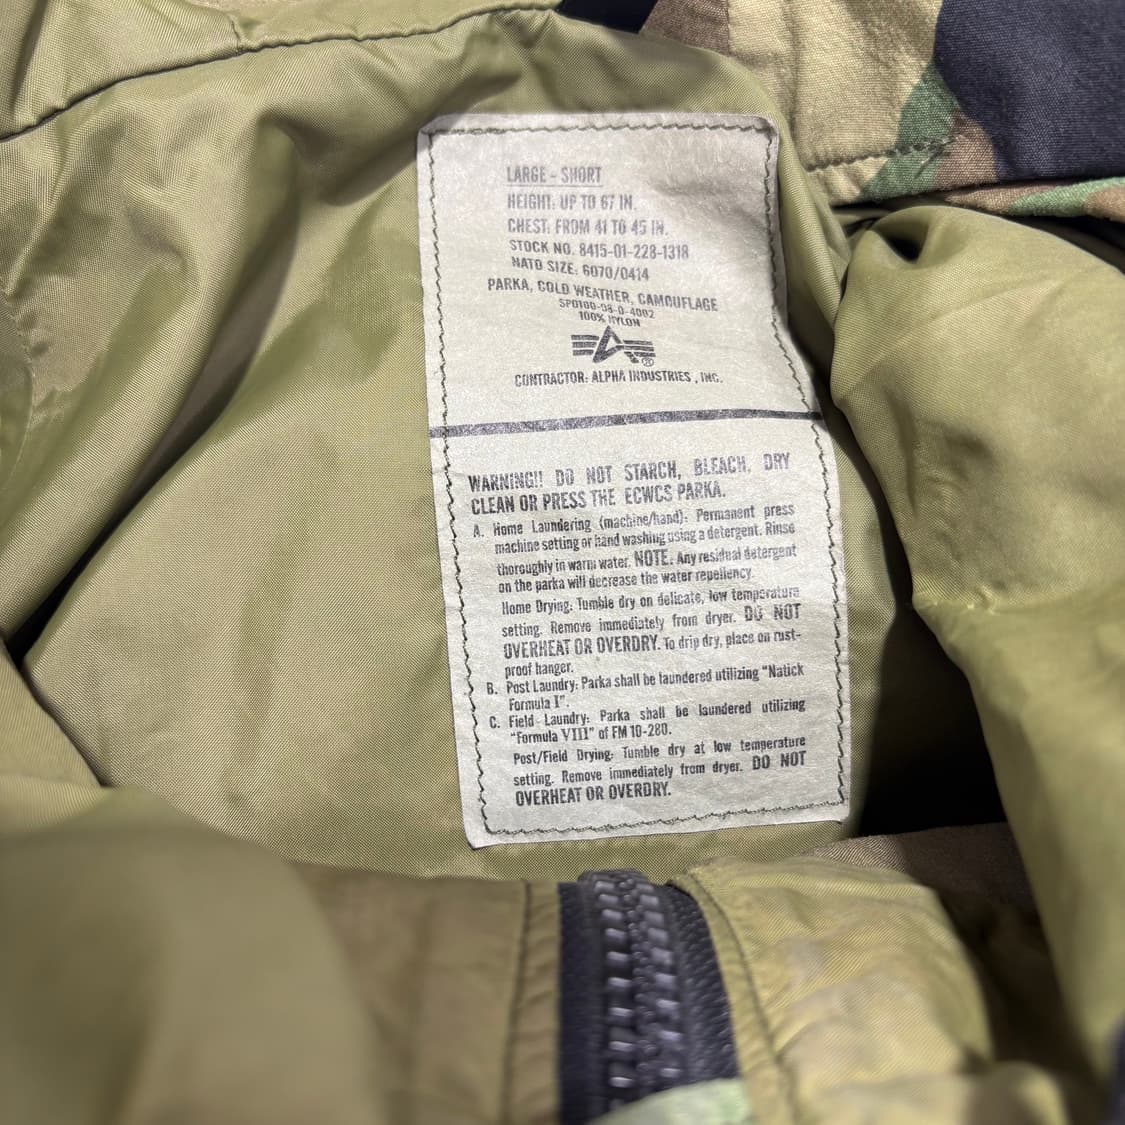 LARGE - SHORT
HEIGHT: UP TO 67 IN.
CHEST: FROM 41 TO 45 IN.
STOCK NO. 8415-01-228-1318
NATO SIZE: 6070/0414
PARKA, COLD WEATHER, CAMOUFLAGE
SPO100-98-D-4002
100% NYLON
®
CONTRACTOR: ALPHA INDUSTRIES , INC.
WARNING!! DO NOT STARCH, BLEACH, DRY
CLEAN OR PRESS THE ECWCS PARKA.
A. Home Laundering (machine/hand): Permanent press
machine setting or hand washing using a detergent. Rinse
thoroughly in warm water. NOTE: Any residual detergent
on the parka will decrease the water repellency.
Home Drying: Tumble dry on delicate, low temperature
setting. Remove immediately from dryer. DO NOT
OVERHEAT OR OVERDRY. To drip dry, place on rust-
proof hanger.
B. Post Laundry: Parka shall be laundered utilizing "Natick
Formula I".
C. Field Laundry: Parka shall be laundered utilizing
"Formula VIII" of FM 10-280.
Post/Field Drying: Tumble dry at low temperature
setting. Remove immediately from dryer. DO NOT
OVERHEAT OR OVERDRY.